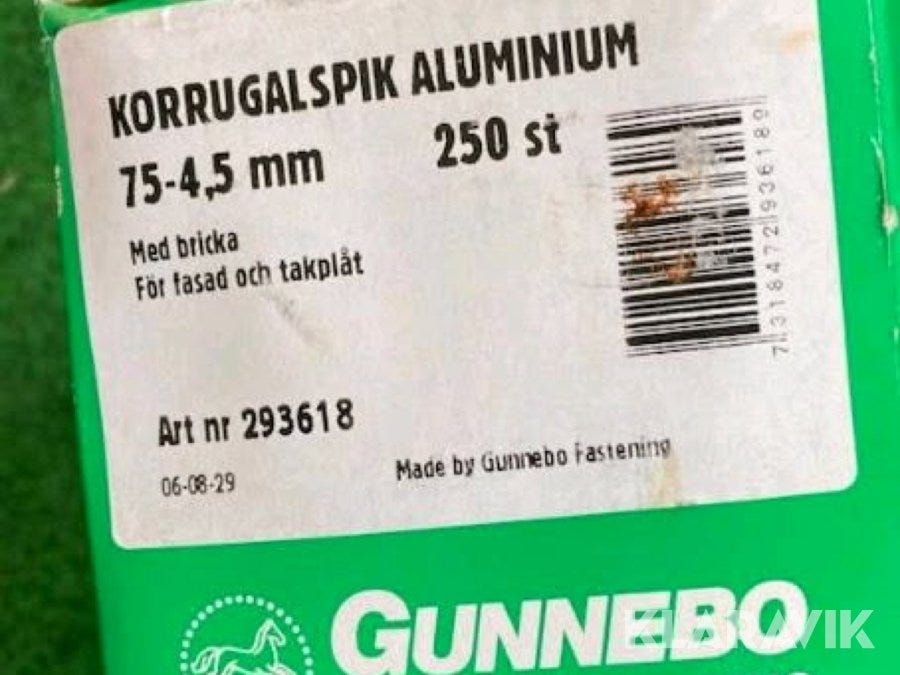 KORRUGALSPIK ALUMINIUM
75-4,5 mm 250 st
Med bricka
För fasad och takplåt
Art nr 293618
06-08-29
Made by Gunnebo Fastening
7318472936189
GUNNEBO
KLARAVIK